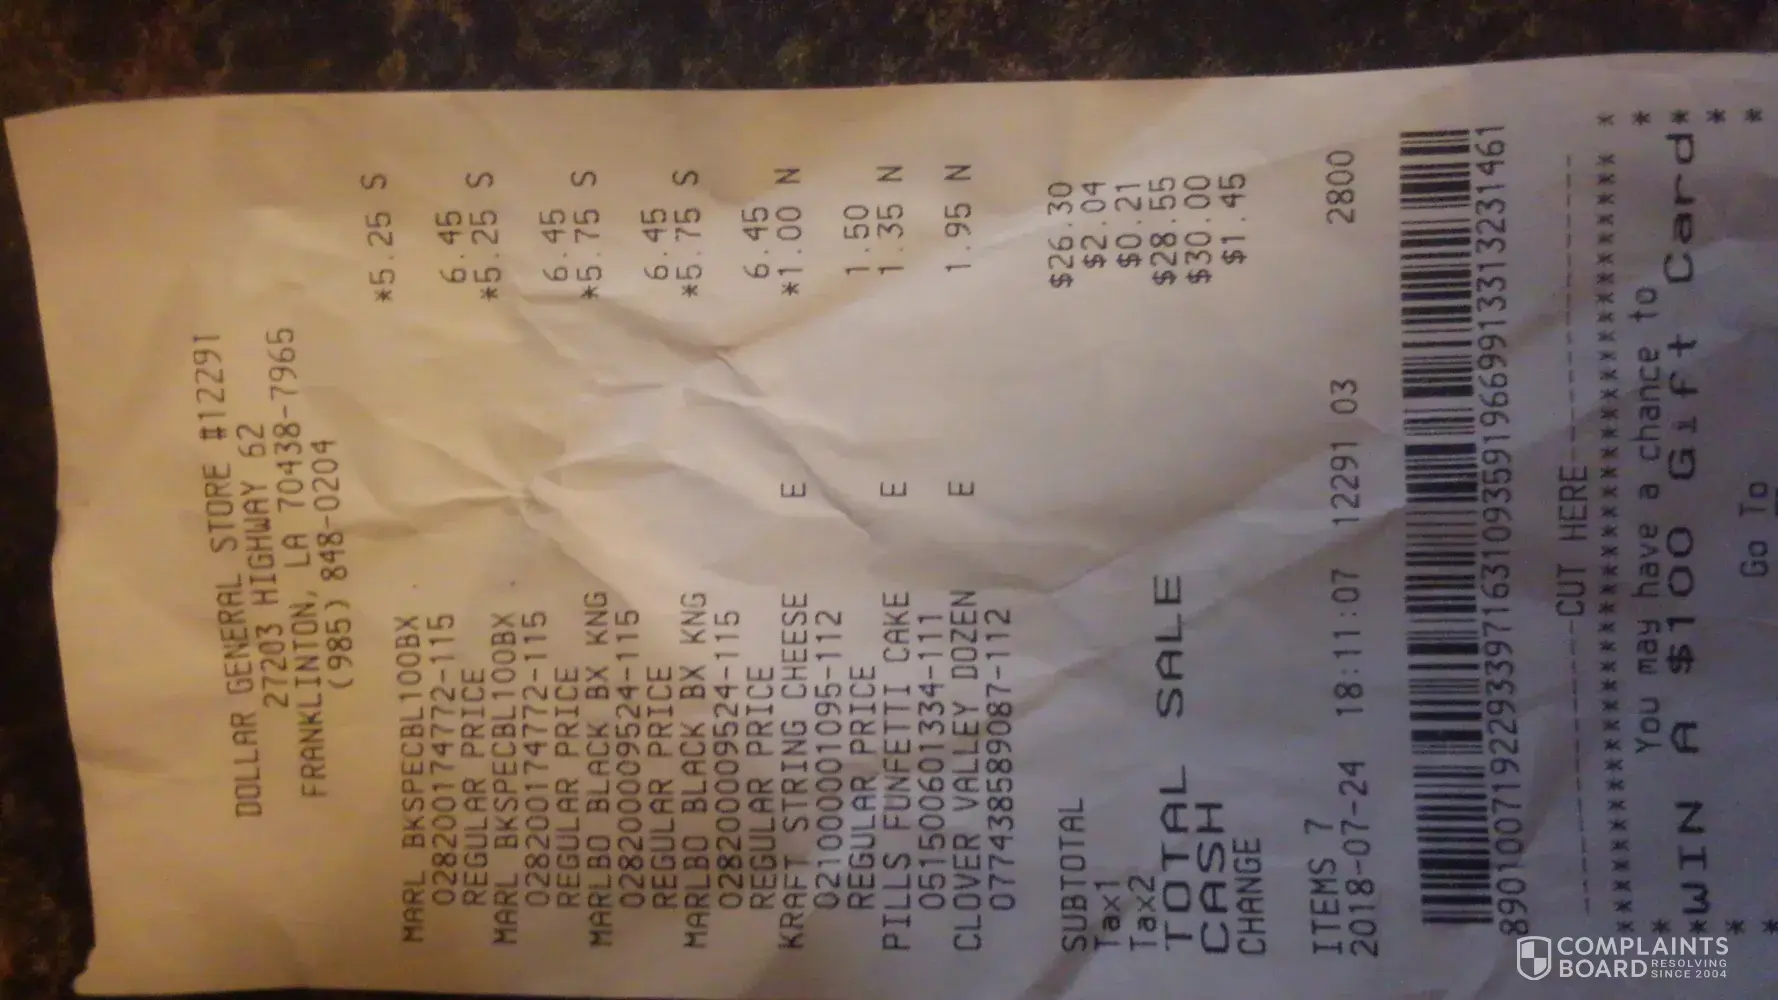 DOLLAR GENERAL STORE #12291
27203 HIGHWAY 62
FRANKLINTON, LA 70438-7965
(985) 848-0204
MARL BKSPECBL100BX *5.25 S
028200174772-115
REGULAR PRICE 6.45
MARL BKSPECBL100BX *5.25 S
028200174772-115
REGULAR PRICE 6.45
MARLBO BLACK BX KNG *5.75 S
028200009524-115
REGULAR PRICE 6.45
MARLBO BLACK BX KNG *5.75 S
028200009524-115
REGULAR PRICE 6.45
KRAFT STRING CHEESE E *1.00 N
021000001095-112
REGULAR PRICE 1.50
PILLS FUNFETTI CAKE E 1.35 N
051500601334-111
CLOVER VALLEY DOZEN E 1.95 N
077438589087-112
SUBTOTAL $26.30
Tax1 $2.04
Tax2 $0.21
TOTAL SALE $28.55
CASH $30.00
CHANGE $1.45
ITEMS 7
2018-07-24 18:11:07 12291 03 2800
8901007192293397163109359196699133132 31461
CUT HERE
You may have a chance to
*WIN A $100 Gift Card*
Go To
COMPLAINTS
BOARD RESOLVING
SINCE 2004